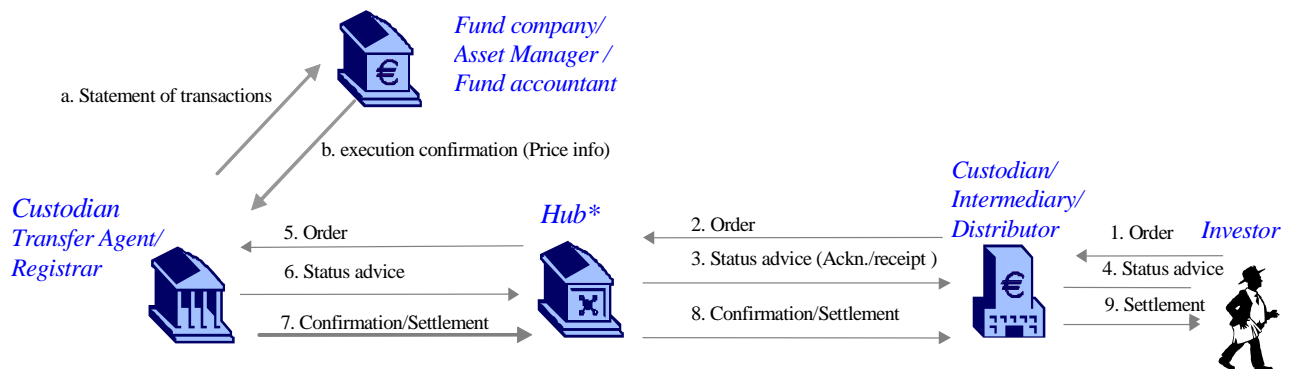 Fund company/
Asset Manager /
Fund accountant
€
a. Statement of transactions
b. execution confirmation (Price info)
Custodian
Transfer Agent/
Registrar
Hub*
Custodian/
Intermediary/
Distributor
€
Investor
5. Order
6. Status advice
7. Confirmation/Settlement
2. Order
3. Status advice (Ackn./receipt )
8. Confirmation/Settlement
1. Order
4. Status advice
9. Settlement